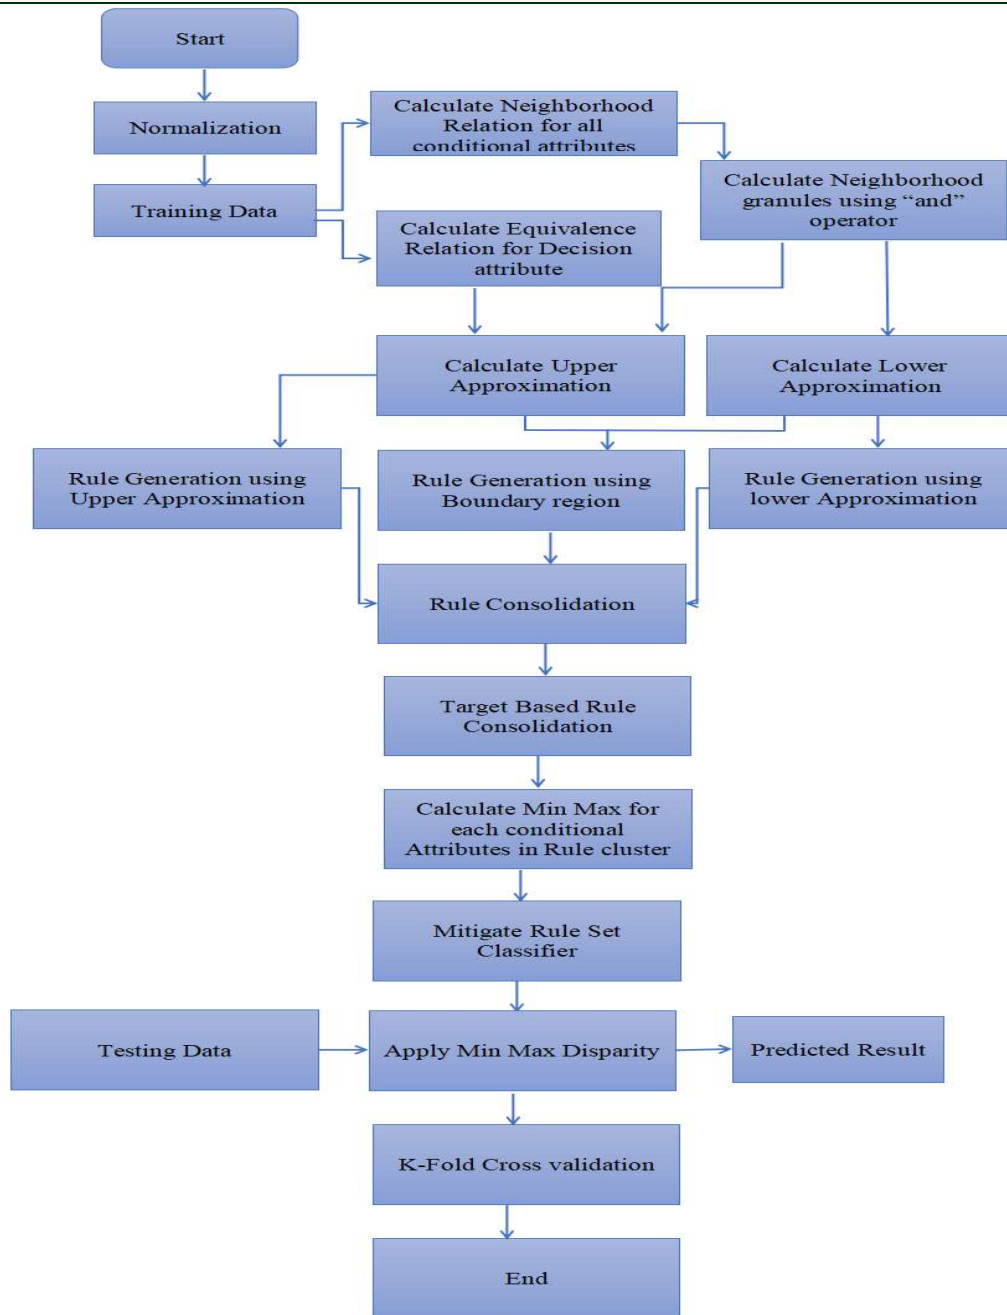 Start
Normalization
Training Data
Calculate Neighborhood
Relation for all
conditional attributes
Calculate Neighborhood
granules using “and”
operator
Calculate Equivalence
Relation for Decision
attribute
Calculate Upper
Approximation
Calculate Lower
Approximation
Rule Generation using
Upper Approximation
Rule Generation using
Boundary region
Rule Generation using
lower Approximation
Rule Consolidation
Target Based Rule
Consolidation
Calculate Min Max for
each conditional
Attributes in Rule cluster
Mitigate Rule Set
Classifier
Testing Data
Apply Min Max Disparity
Predicted Result
K-Fold Cross validation
End